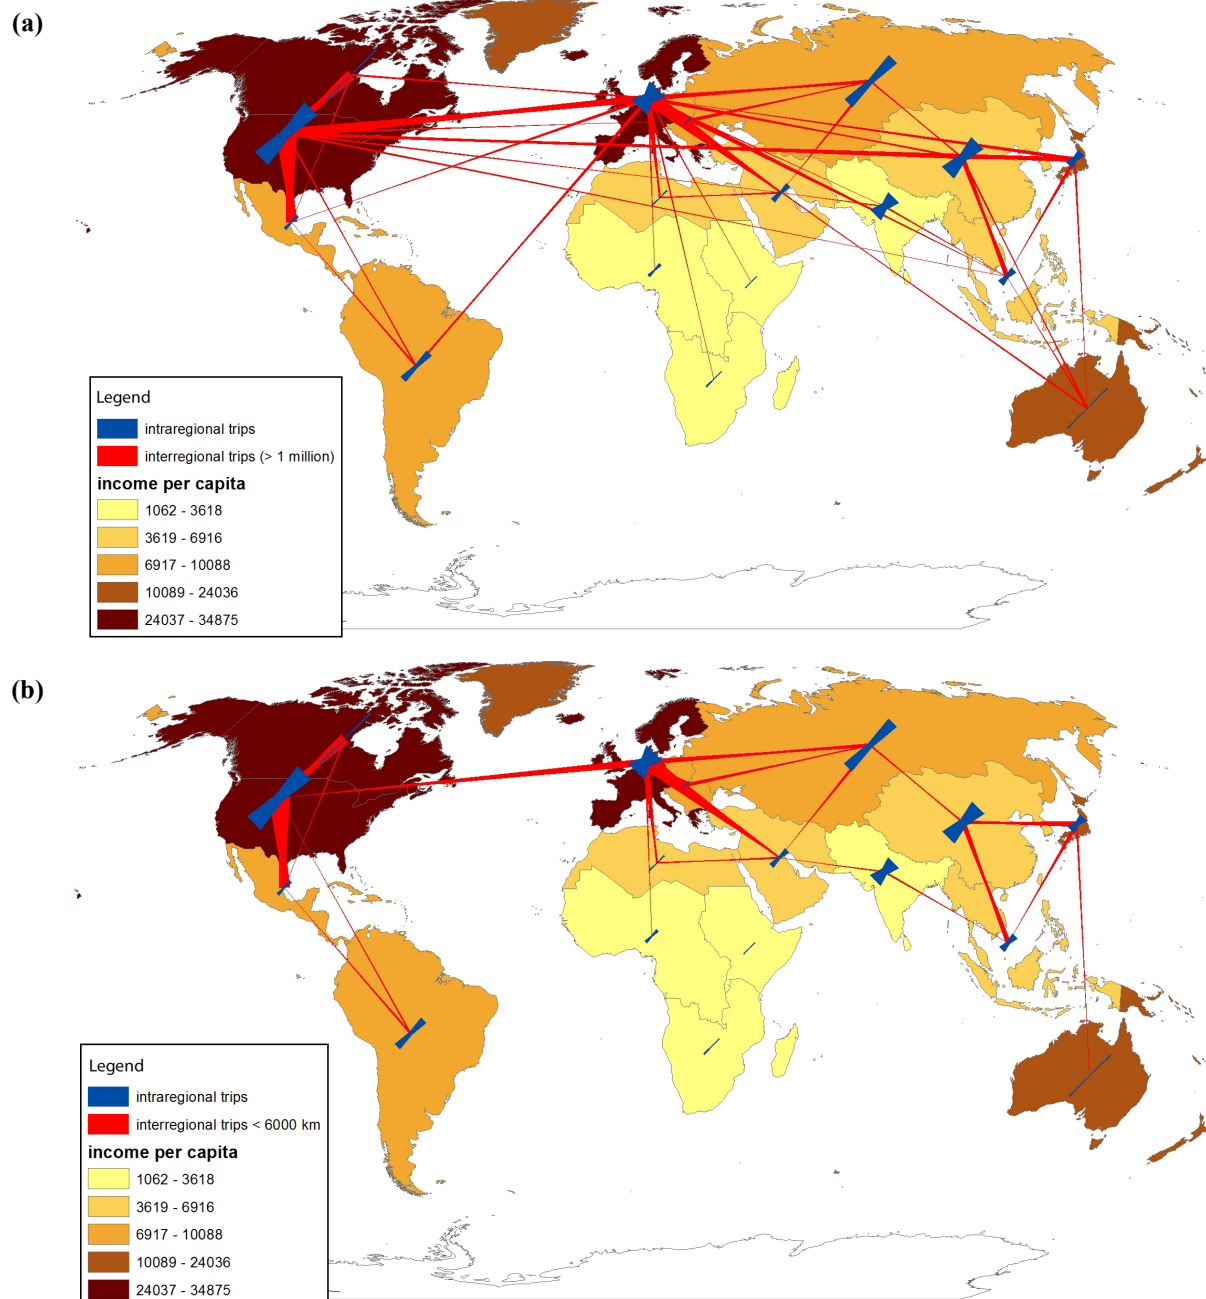 (a)
Legend
intraregional trips
interregional trips (> 1 million)
income per capita
1062 - 3618
3619 - 6916
6917 - 10088
10089 - 24036
24037 - 34875
(b)
Legend
intraregional trips
interregional trips < 6000 km
income per capita
1062 - 3618
3619 - 6916
6917 - 10088
10089 - 24036
24037 - 34875